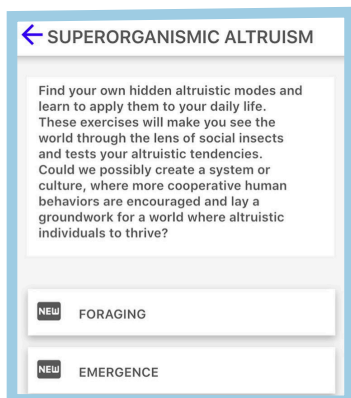 SUPERORGANISMIC ALTRUISM
Find your own hidden altruistic modes and
learn to apply them to your daily life.
These exercises will make you see the
world through the lens of social insects
and tests your altruistic tendencies.
Could we possibly create a system or
culture, where more cooperative human
behaviors are encouraged and lay a
groundwork for a world where altruistic
individuals to thrive?
NEW FORAGING
NEW EMERGENCE